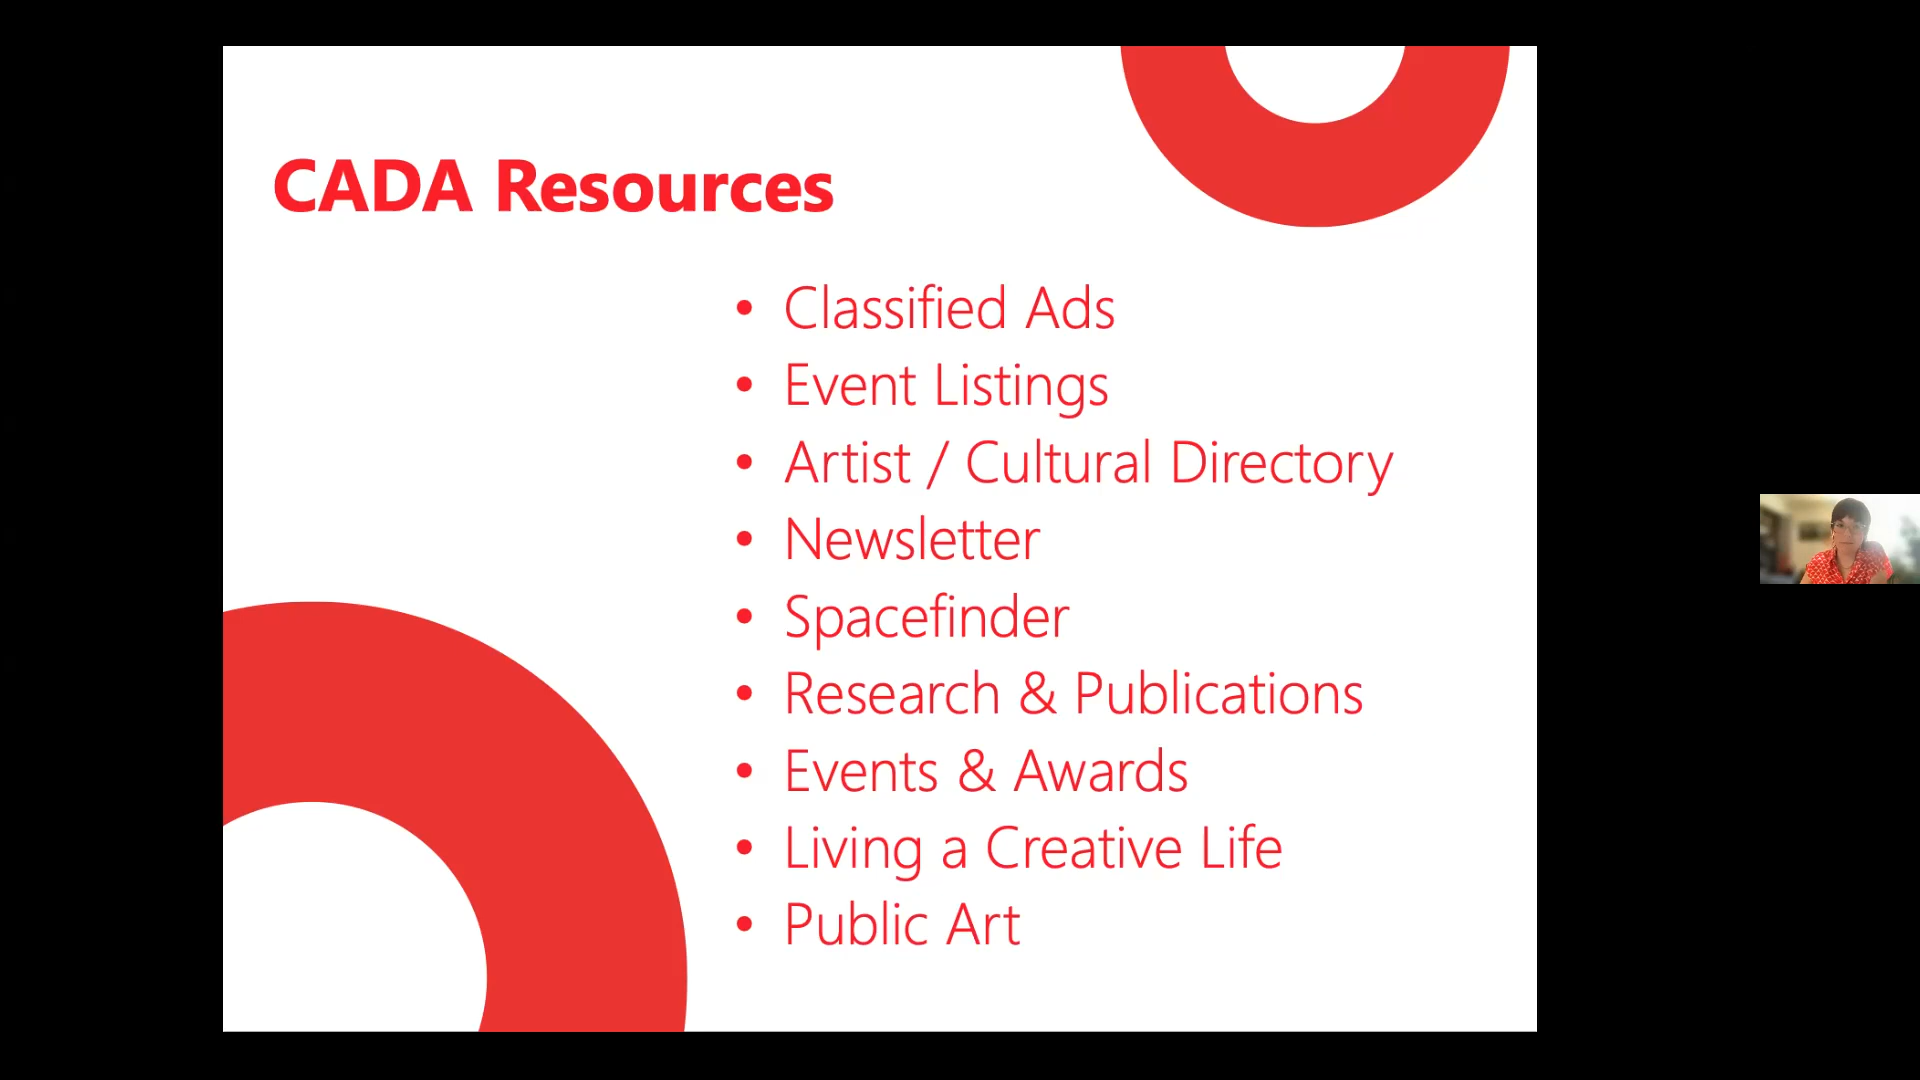 CADA Resources
• Classified Ads
• Event Listings
• Artist / Cultural Directory
• Newsletter
• Spacefinder
• Research & Publications
• Events & Awards
• Living a Creative Life
• Public Art